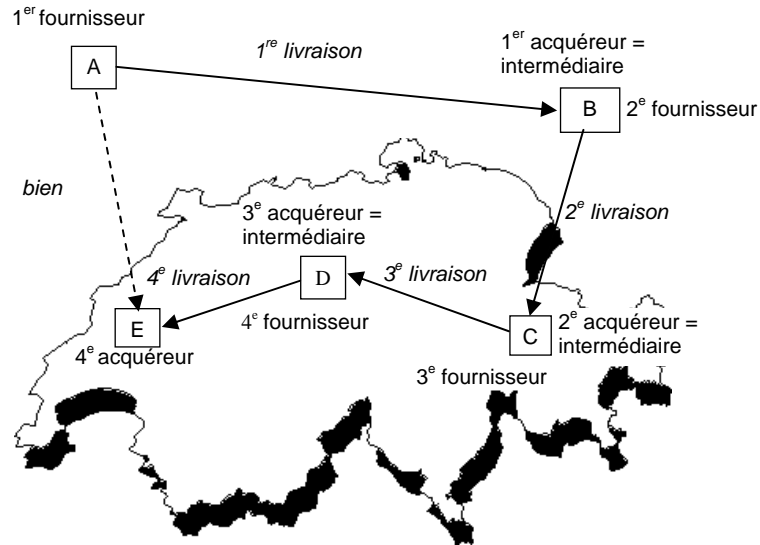 1er fournisseur
A
1re livraison
1er acquéreur =
intermédiaire
B
2e fournisseur
bien
2e livraison
3e acquéreur =
intermédiaire
4e livraison
D
3e livraison
4e fournisseur
E
4e acquéreur
C
2e acquéreur =
intermédiaire
3e fournisseur